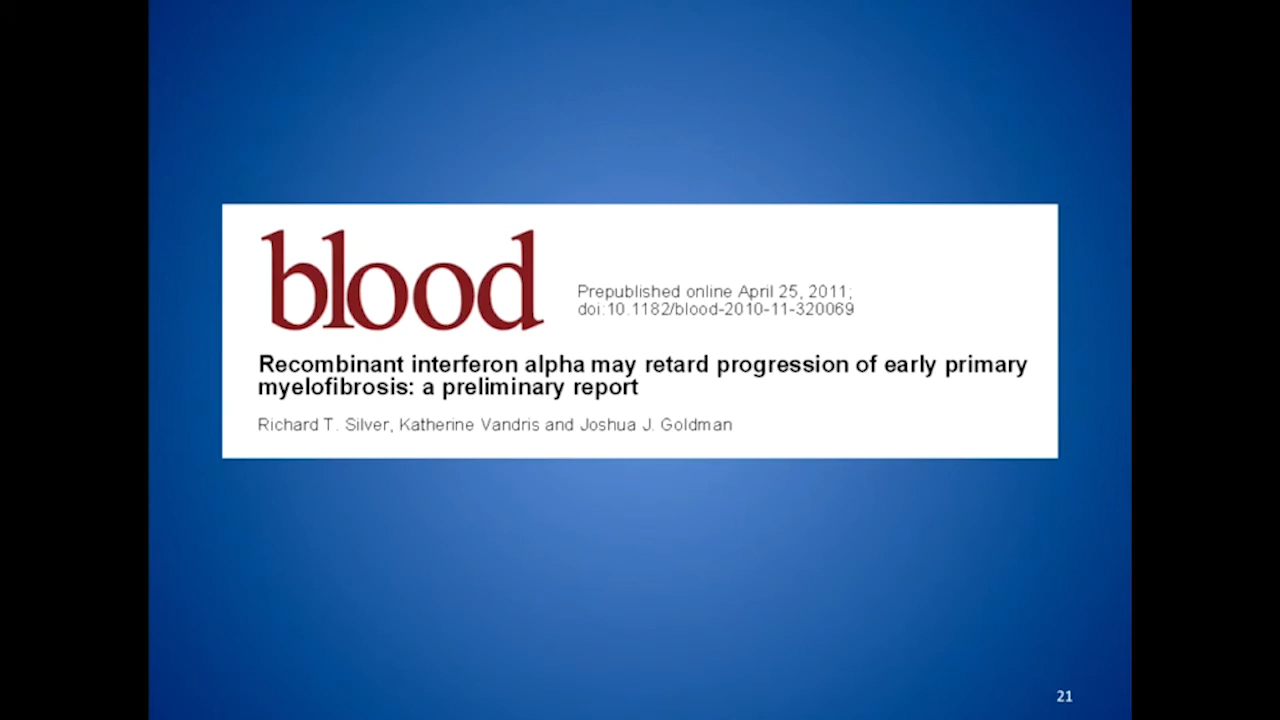 blood
Prepublished online April 25, 2011;
doi:10.1182/blood-2010-11-320069
Recombinant interferon alpha may retard progression of early primary
myelofibrosis: a preliminary report
Richard T. Silver, Katherine Vandris and Joshua J. Goldman
21